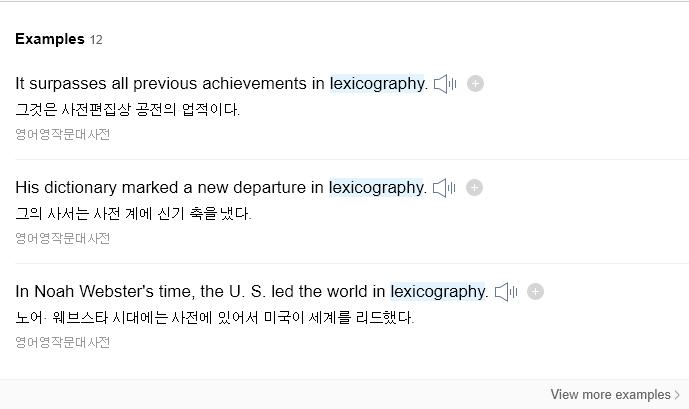 Examples 12
It surpasses all previous achievements in lexicography.
그것은 사전편집상 공전의 업적이다.
영어영작문대사전
His dictionary marked a new departure in lexicography.
그의 사서는 사전 계에 신기 축을 냈다.
영어영작문대사전
In Noah Webster's time, the U. S. led the world in lexicography.
노어· 웨브스타 시대에는 사전에 있어서 미국이 세계를 리드했다.
영어영작문대사전
View more examples